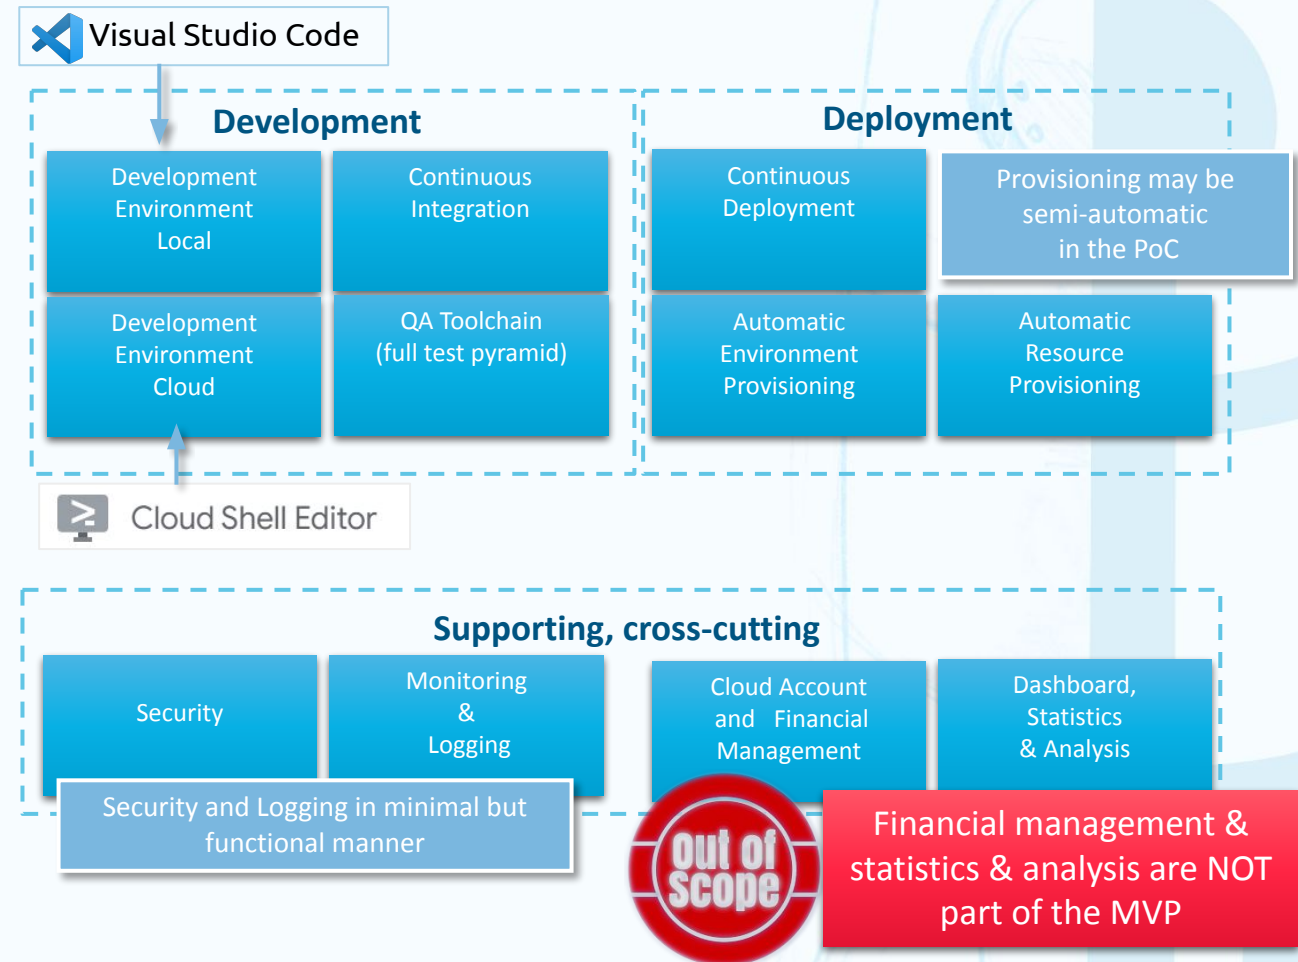 Visual Studio Code
Development
Development
Environment
Local
Continuous
Integration
Development
Environment
Cloud
QA Toolchain
(full test pyramid)
Cloud Shell Editor
Deployment
Continuous
Deployment
Provisioning may be
semi-automatic
in the PoC
Automatic
Environment
Provisioning
Automatic
Resource
Provisioning
Supporting, cross-cutting
Security
Monitoring
&
Logging
Security and Logging in minimal but
functional manner
Cloud Account
and Financial
Management
Dashboard,
Statistics
& Analysis
Out of
scope
Financial management &
statistics & analysis are NOT
part of the MVP